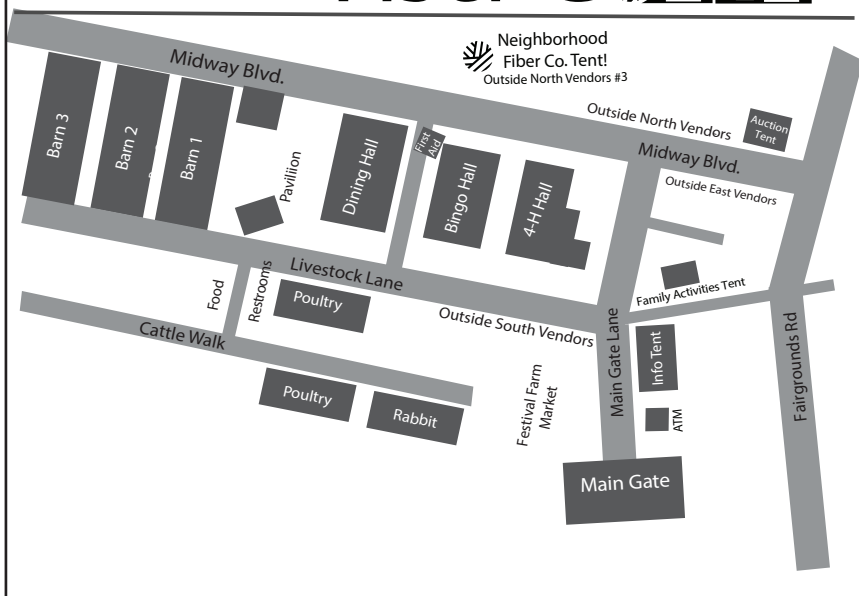 Neighborhood
Fiber Co. Tent!
Outside North Vendors #3
Midway Blvd.
Outside North Vendors
Auction
Tent
Midway Blvd.
Outside East Vendors
Barn 3
Barn 2
Barn 1
Paviliion
Dining Hall
First
Aid
Bingo Hall
4-H Hall
Livestock Lane
Food
Restrooms
Poultry
Outside South Vendors
Family Activities Tent
Cattle Walk
Main Gate Lane
Info Tent
Fairgrounds Rd
Poultry
Rabbit
Festival Farm
Market
ATM
Main Gate